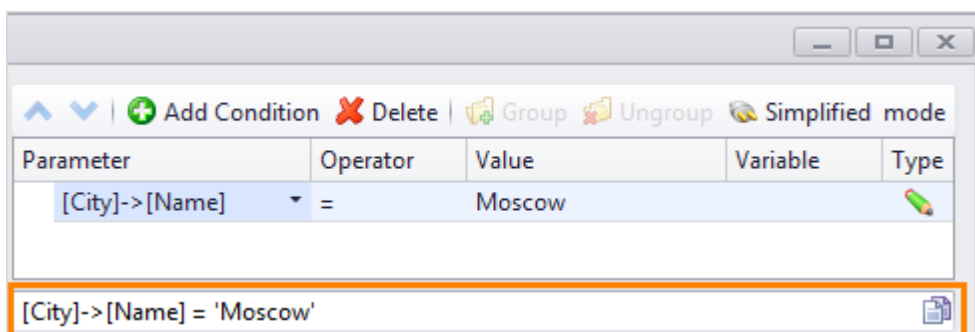 Add Condition Delete Group Ungroup Simplified mode
Parameter Operator Value Variable Type
[City]->[Name] = Moscow
[City]->[Name] = 'Moscow'